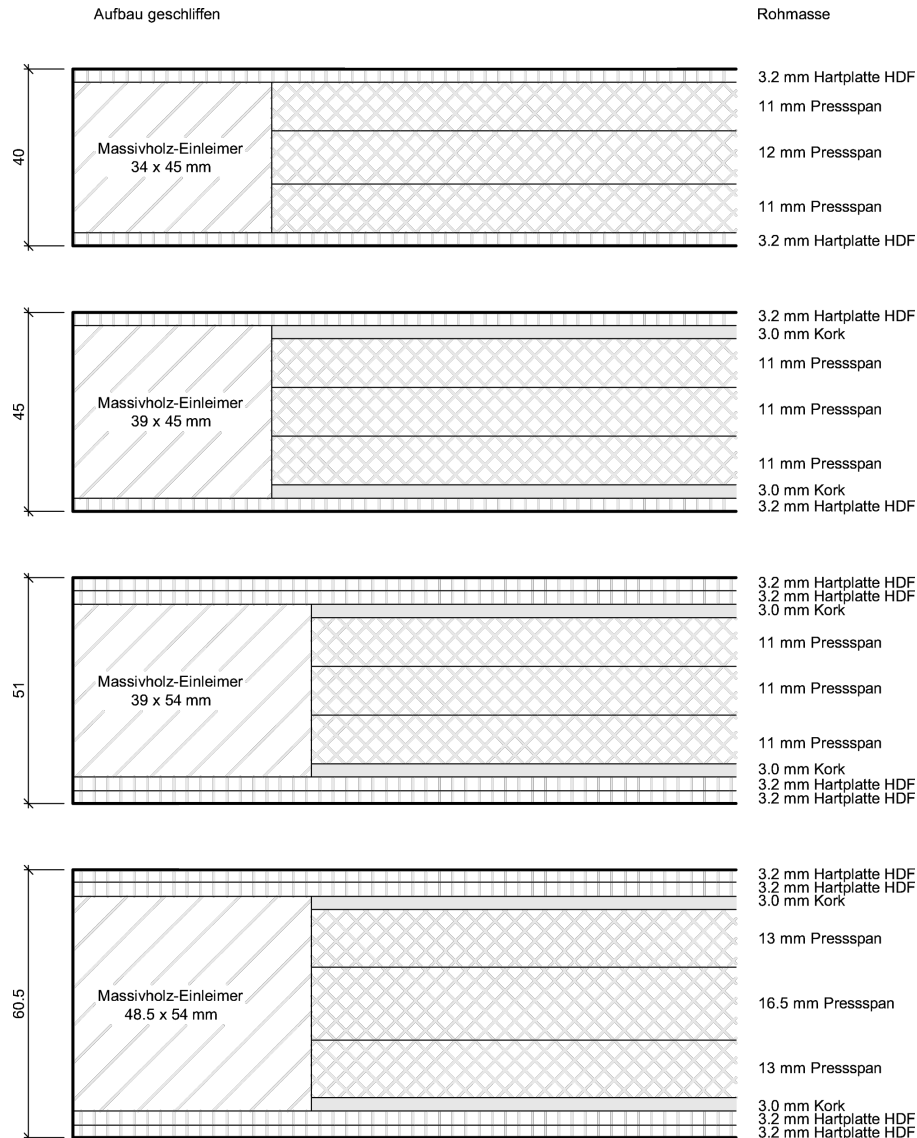 Aufbau geschliffen
Rohmasse
40
Massivholz-Einleimer
34 x 45 mm
3.2 mm Hartplatte HDF
11 mm Pressspan
12 mm Pressspan
11 mm Pressspan
3.2 mm Hartplatte HDF
45
Massivholz-Einleimer
39 x 45 mm
3.2 mm Hartplatte HDF
3.0 mm Kork
11 mm Pressspan
11 mm Pressspan
11 mm Pressspan
3.0 mm Kork
3.2 mm Hartplatte HDF
51
Massivholz-Einleimer
39 x 54 mm
3.2 mm Hartplatte HDF
3.2 mm Hartplatte HDF
3.0 mm Kork
11 mm Pressspan
11 mm Pressspan
11 mm Pressspan
3.0 mm Kork
3.2 mm Hartplatte HDF
3.2 mm Hartplatte HDF
60.5
Massivholz-Einleimer
48.5 x 54 mm
3.2 mm Hartplatte HDF
3.2 mm Hartplatte HDF
3.0 mm Kork
13 mm Pressspan
16.5 mm Pressspan
13 mm Pressspan
3.0 mm Kork
3.2 mm Hartplatte HDF
3.2 mm Hartplatte HDF